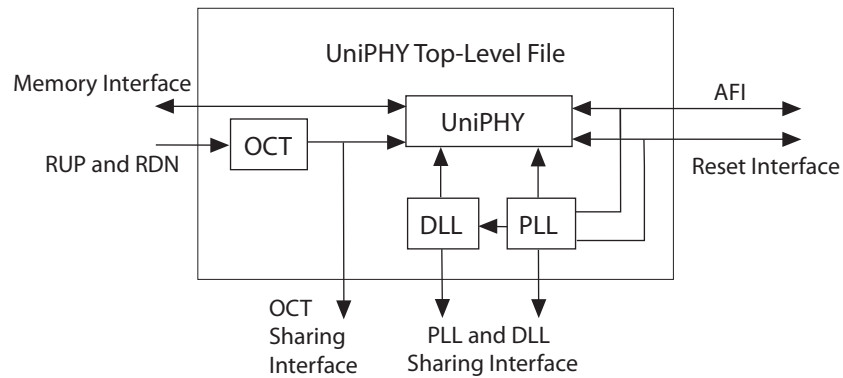 UniPHY Top-Level File
Memory Interface
AFI
UniPHY
OCT
RUP and RDN
Reset Interface
DLL
PLL
OCT
Sharing
Interface
PLL and DLL
Sharing Interface